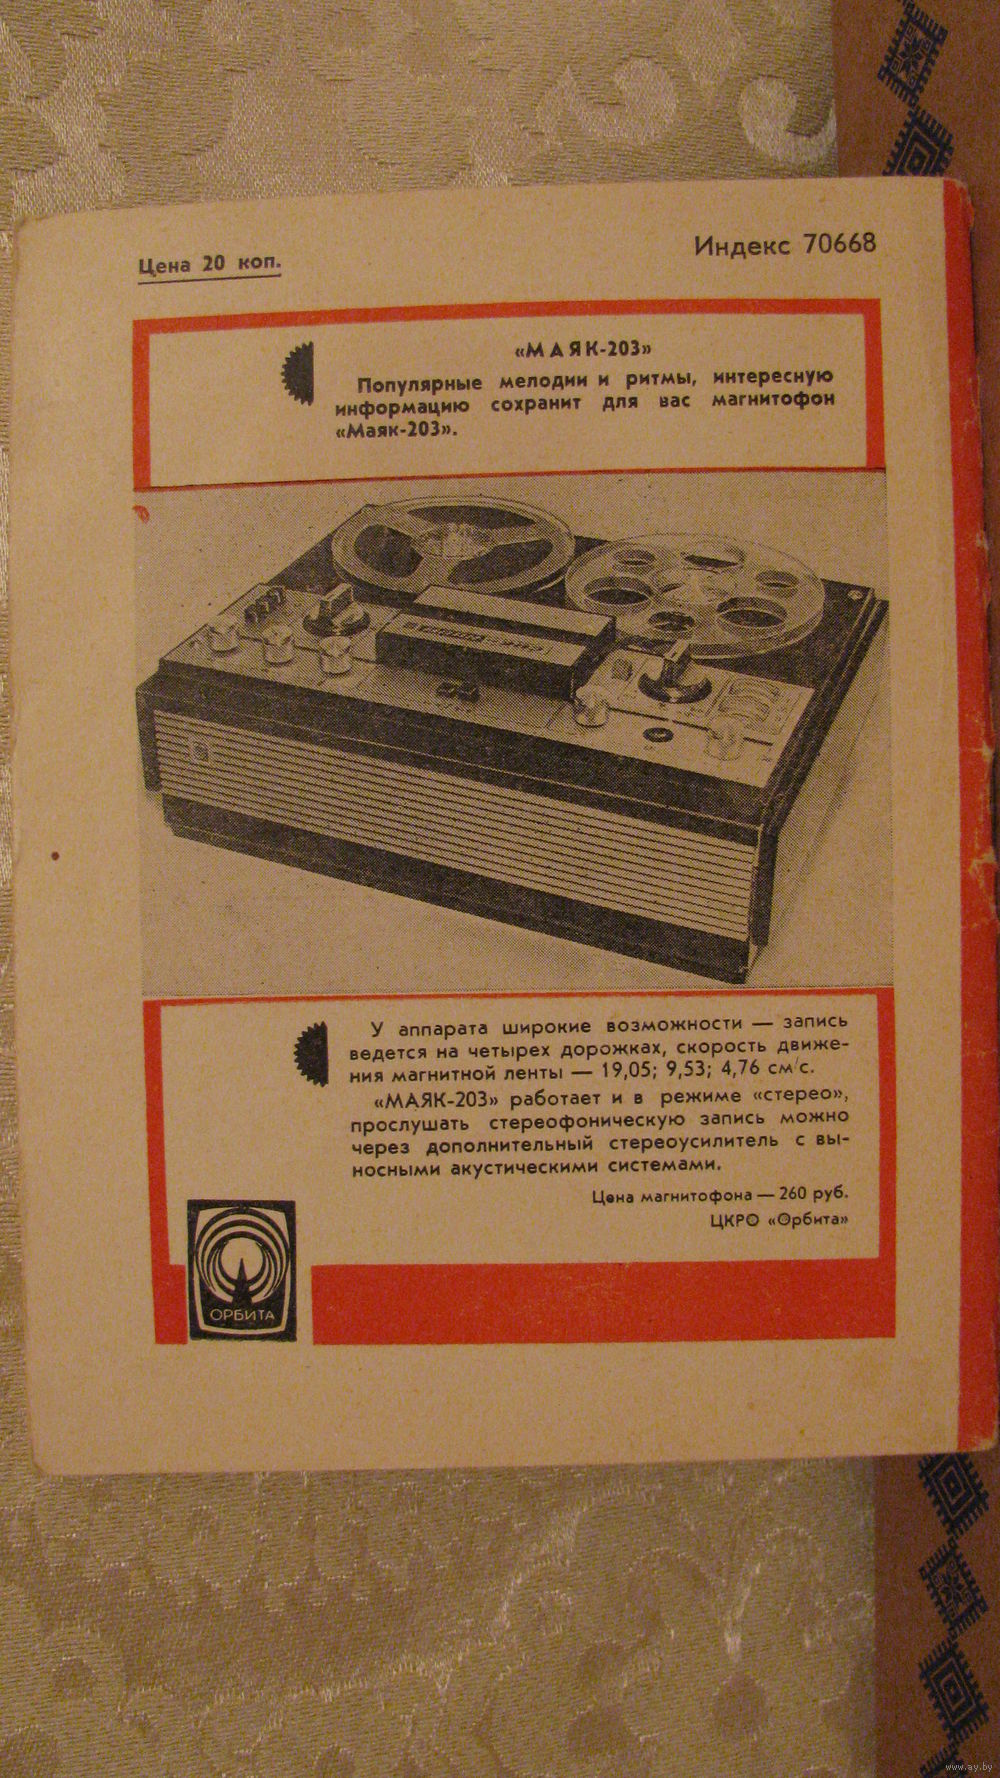 Цена 20 коп.
Индекс 70668
«МАЯК-203»
Популярные мелодии и ритмы, интересную
информацию сохранит для вас магнитофон
«Маяк-203».
У аппарата широкие возможности — запись
ведется на четырех дорожках, скорость движе-
ния магнитной ленты — 19,05; 9,53; 4,76 см/с.
«МАЯК-203» работает и в режиме «стерео»,
прослушать стереофоническую запись можно
через дополнительный стереоусилитель с вы-
носными акустическими системами.
Цена магнитофона — 260 руб.
ЦКРО «Орбита»
ОРБИТА
www.ay.by